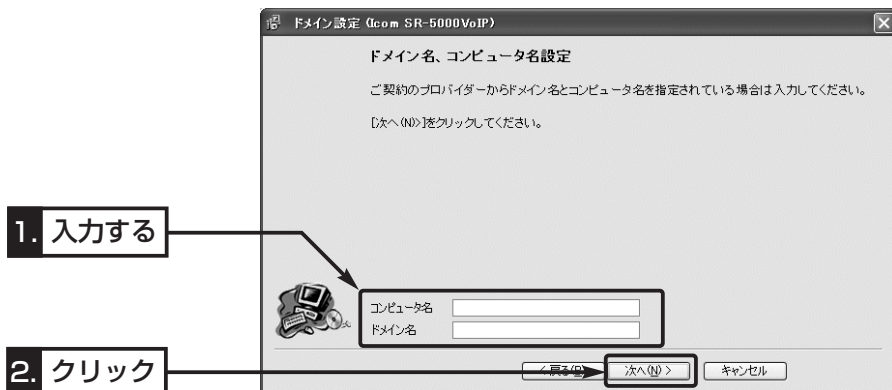 ドメイン設定 (Icom SR-5000VoIP)
ドメイン名、コンピュータ名設定
ご契約のプロバイダーからドメイン名とコンピュータ名を指定されている場合は入力してください。
[次へ(N)>]をクリックしてください。
1. 入力する
コンピュータ名
ドメイン名
2. クリック
< 戻る(B) 次へ(N) > キャンセル